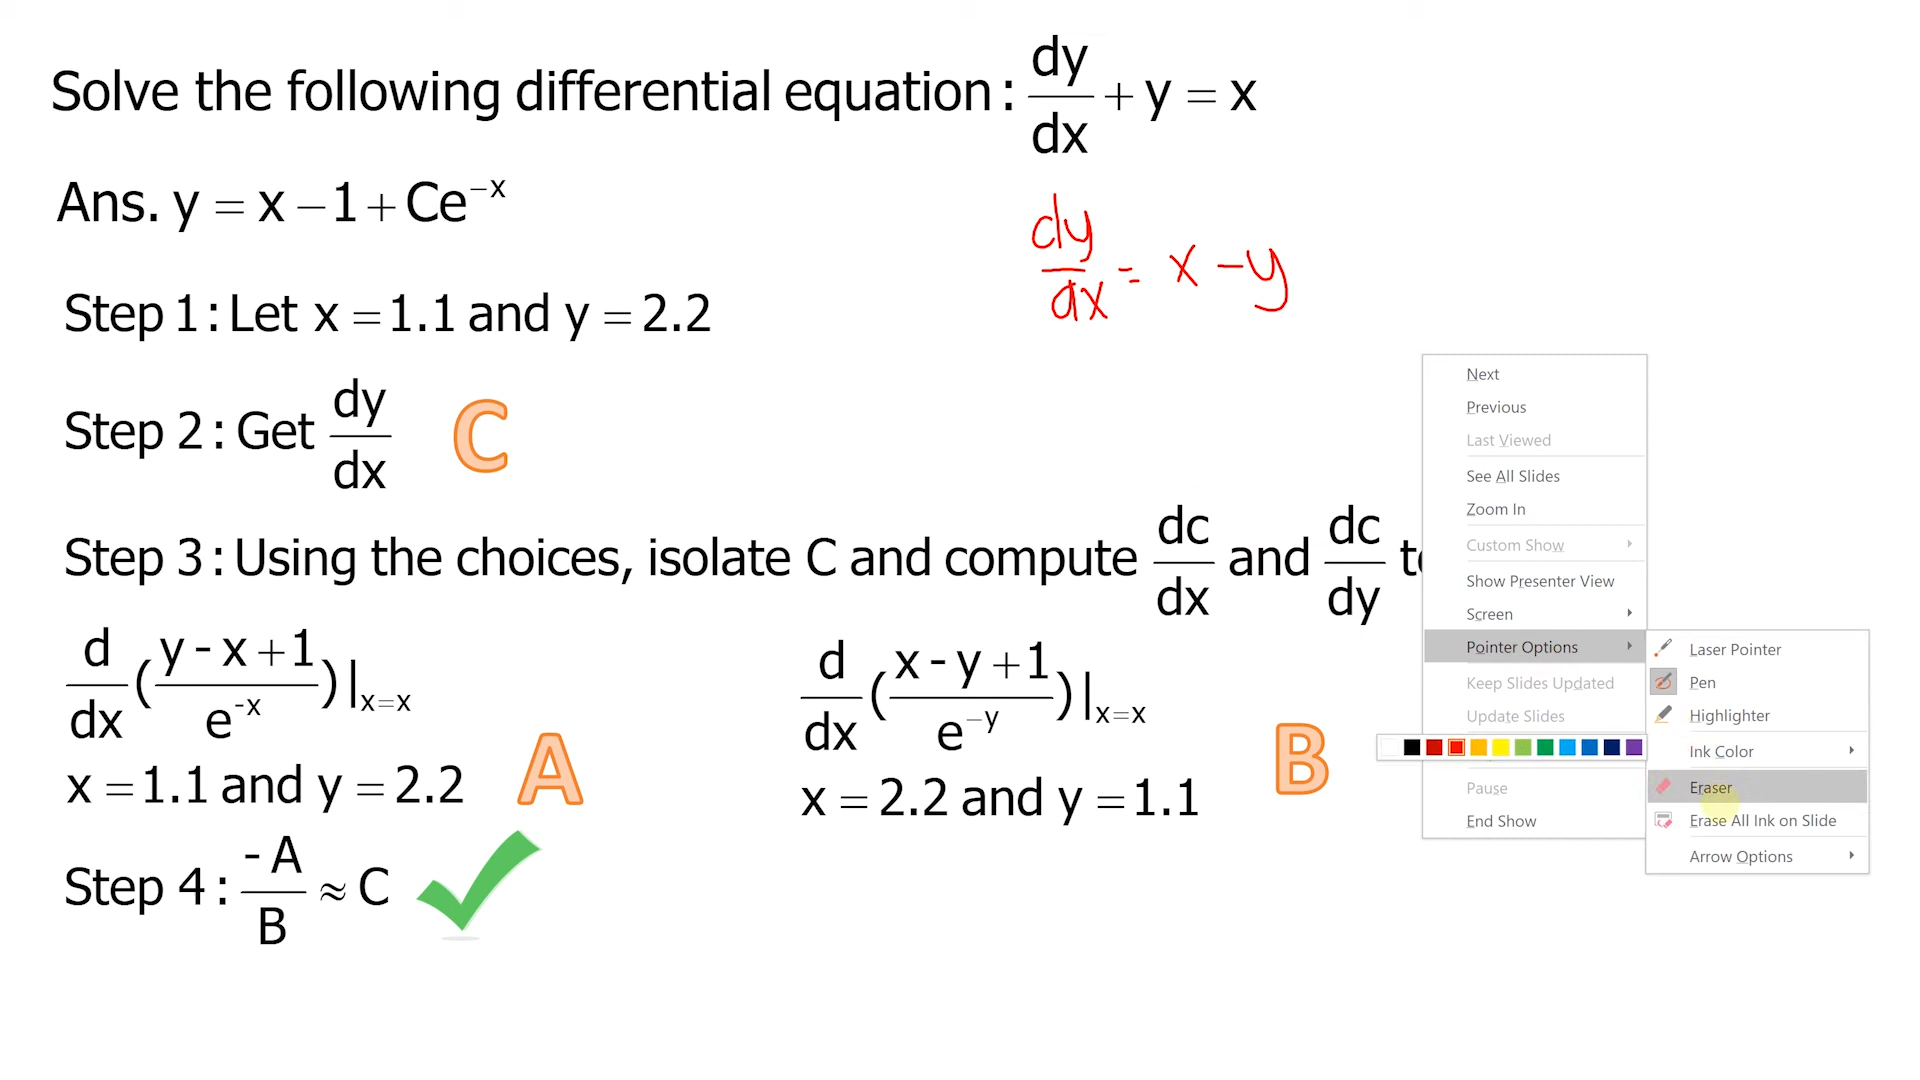 Solve the following differential equation: dy/dx + y = x
Ans. y = x − 1 + Ce^−x
dy/dx = x − y
Step 1: Let x = 1.1 and y = 2.2
Step 2: Get dy/dx C
Step 3: Using the choices, isolate C and compute dc/dx and dc/dy
d/dx (y - x + 1 / e^-x)|x=x
x = 1.1 and y = 2.2
A
d/dx (x - y + 1 / e^−y)|x=x
x = 2.2 and y = 1.1
B
Step 4: -A/B ≈ C
Next
Previous
Last Viewed
See All Slides
Zoom In
Custom Show
Show Presenter View
Screen
Pointer Options
Keep Slides Updated
Update Slides
Pause
End Show
Laser Pointer
Pen
Highlighter
Ink Color
Eraser
Erase All Ink on Slide
Arrow Options